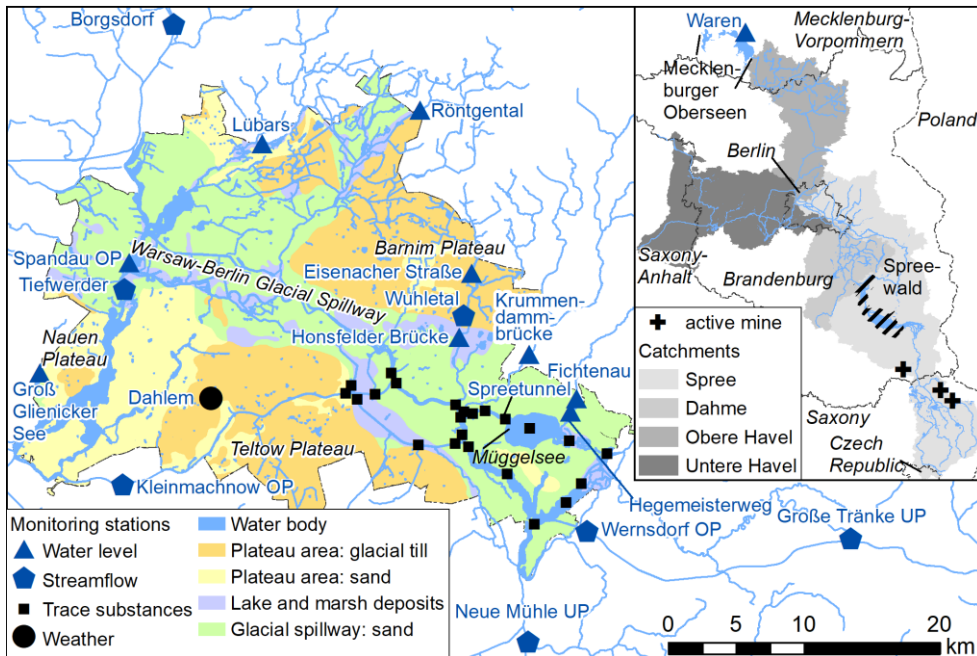 Borgsdorf
Lübars
Röntgental
Spandau OP
Tiefwerder
Warsaw-Berlin Glacial Spillway
Barnim Plateau
Eisenacher Straße
Wuhletal
Krummen-
damm-
brücke
Honsfelder Brücke
Nauen
Plateau
Groß
Glienicker
See
Dahlem
Teltow Plateau
Fichtenau
Spreetunnel
Müggelsee
Kleinmachnow OP
Hegemeisterweg
Wernsdorf OP
Große Tränke UP
Neue Mühle UP
Waren
Mecklenburg-
Vorpommern
Mecklen-
burger
Oberseen
Poland
Berlin
Saxony-
Anhalt
Brandenburg
Spree-
wald
Saxony
Czech
Republic
active mine
Catchments
Spree
Dahme
Obere Havel
Untere Havel
Monitoring stations
Water level
Streamflow
Trace substances
Weather
Water body
Plateau area: glacial till
Plateau area: sand
Lake and marsh deposits
Glacial spillway: sand
0 5 10 20
km